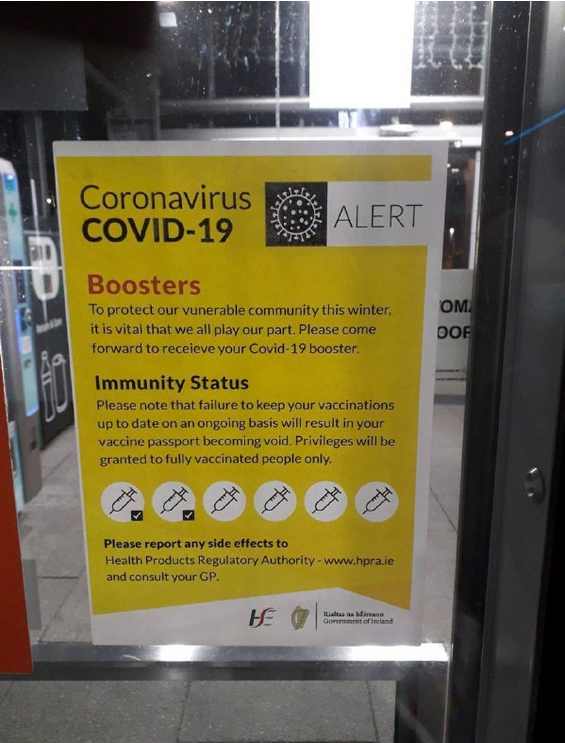 Coronavirus
COVID-19
ALERT
Boosters
To protect our vunerable community this winter,
it is vital that we all play our part. Please come
forward to receieve your Covid-19 booster.
Immunity Status
Please note that failure to keep your vaccinations
up to date on an ongoing basis will result in your
vaccine passport becoming void. Privileges will be
granted to fully vaccinated people only.
Please report any side effects to
Health Products Regulatory Authority - www.hpra.ie
and consult your GP.
HSE
Rialtas na hÉireann
Government of Ireland
TOMA
OOR